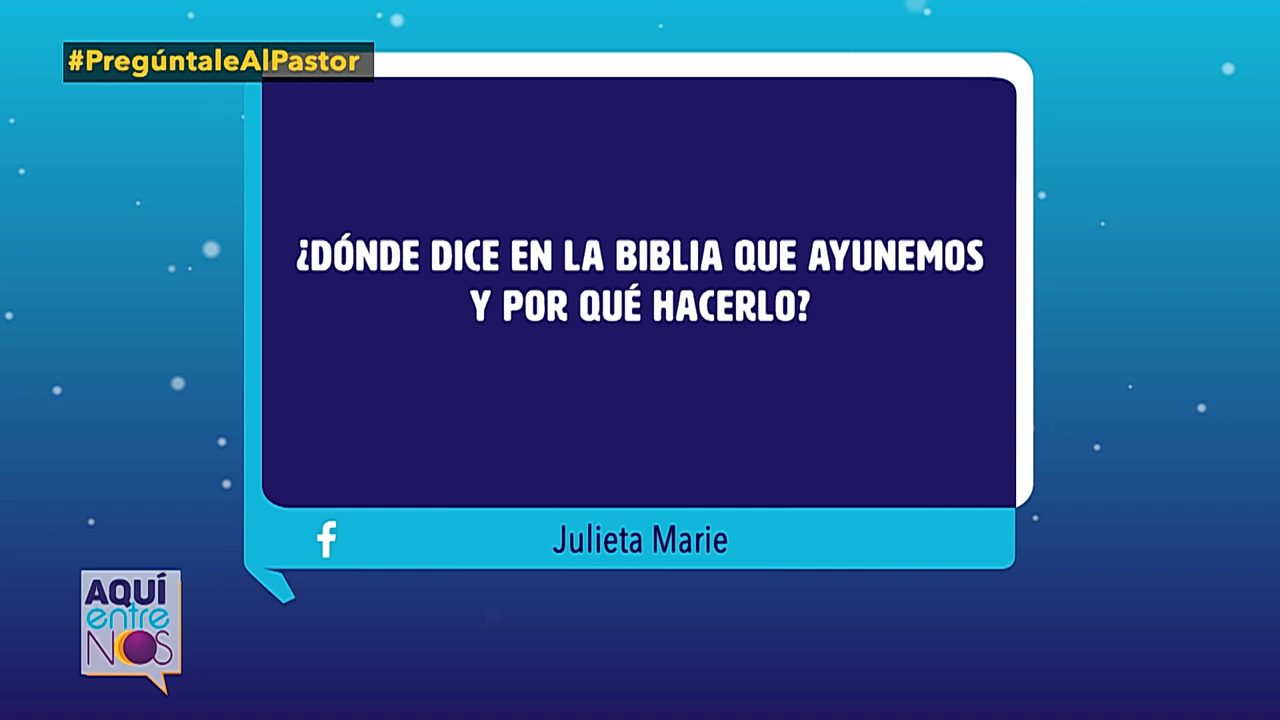 #PregúntaleAlPastor
¿DÓNDE DICE EN LA BIBLIA QUE AYUNEMOS
Y POR QUÉ HACERLO?
f
Julieta Marie
AQUÍ
entre
NOS